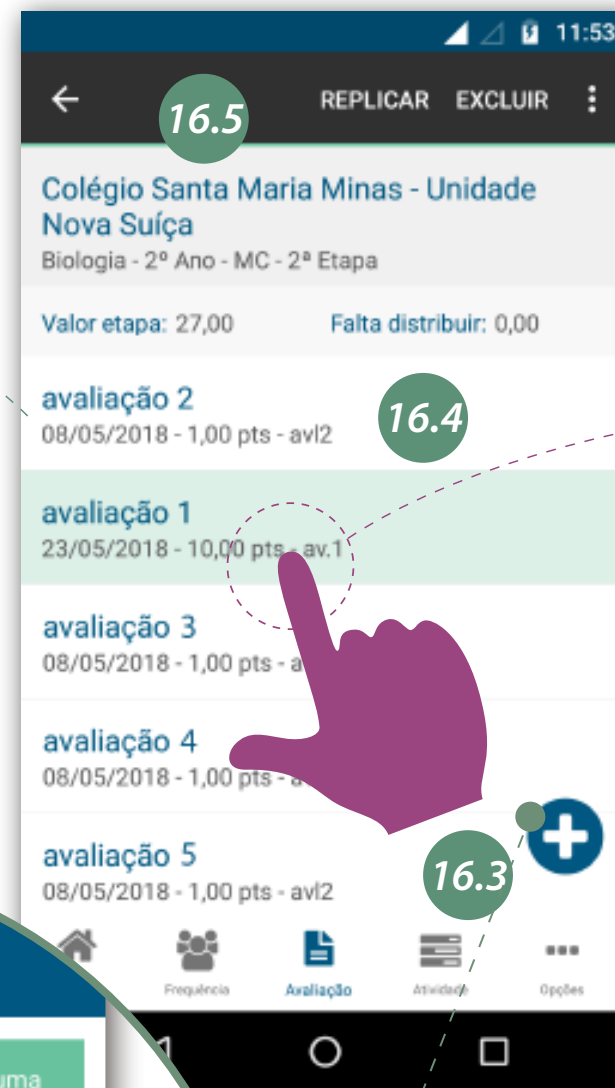 11:53
16.5
REPLICAR EXCLUIR
Colégio Santa Maria Minas - Unidade
Nova Suíça
Biologia - 2º Ano - MC - 2ª Etapa
Valor etapa: 27,00 Falta distribuir: 0,00
avaliação 2
08/05/2018 - 1,00 pts - avl2
16.4
avaliação 1
23/05/2018 - 10,00 pts - av.1
avaliação 3
08/05/2018 - 1,00 pts - a
avaliação 4
08/05/2018 - 1,00 pts - a
avaliação 5
08/05/2018 - 1,00 pts - avl2
16.3
Frequência Avaliação Atividade Opções
uma